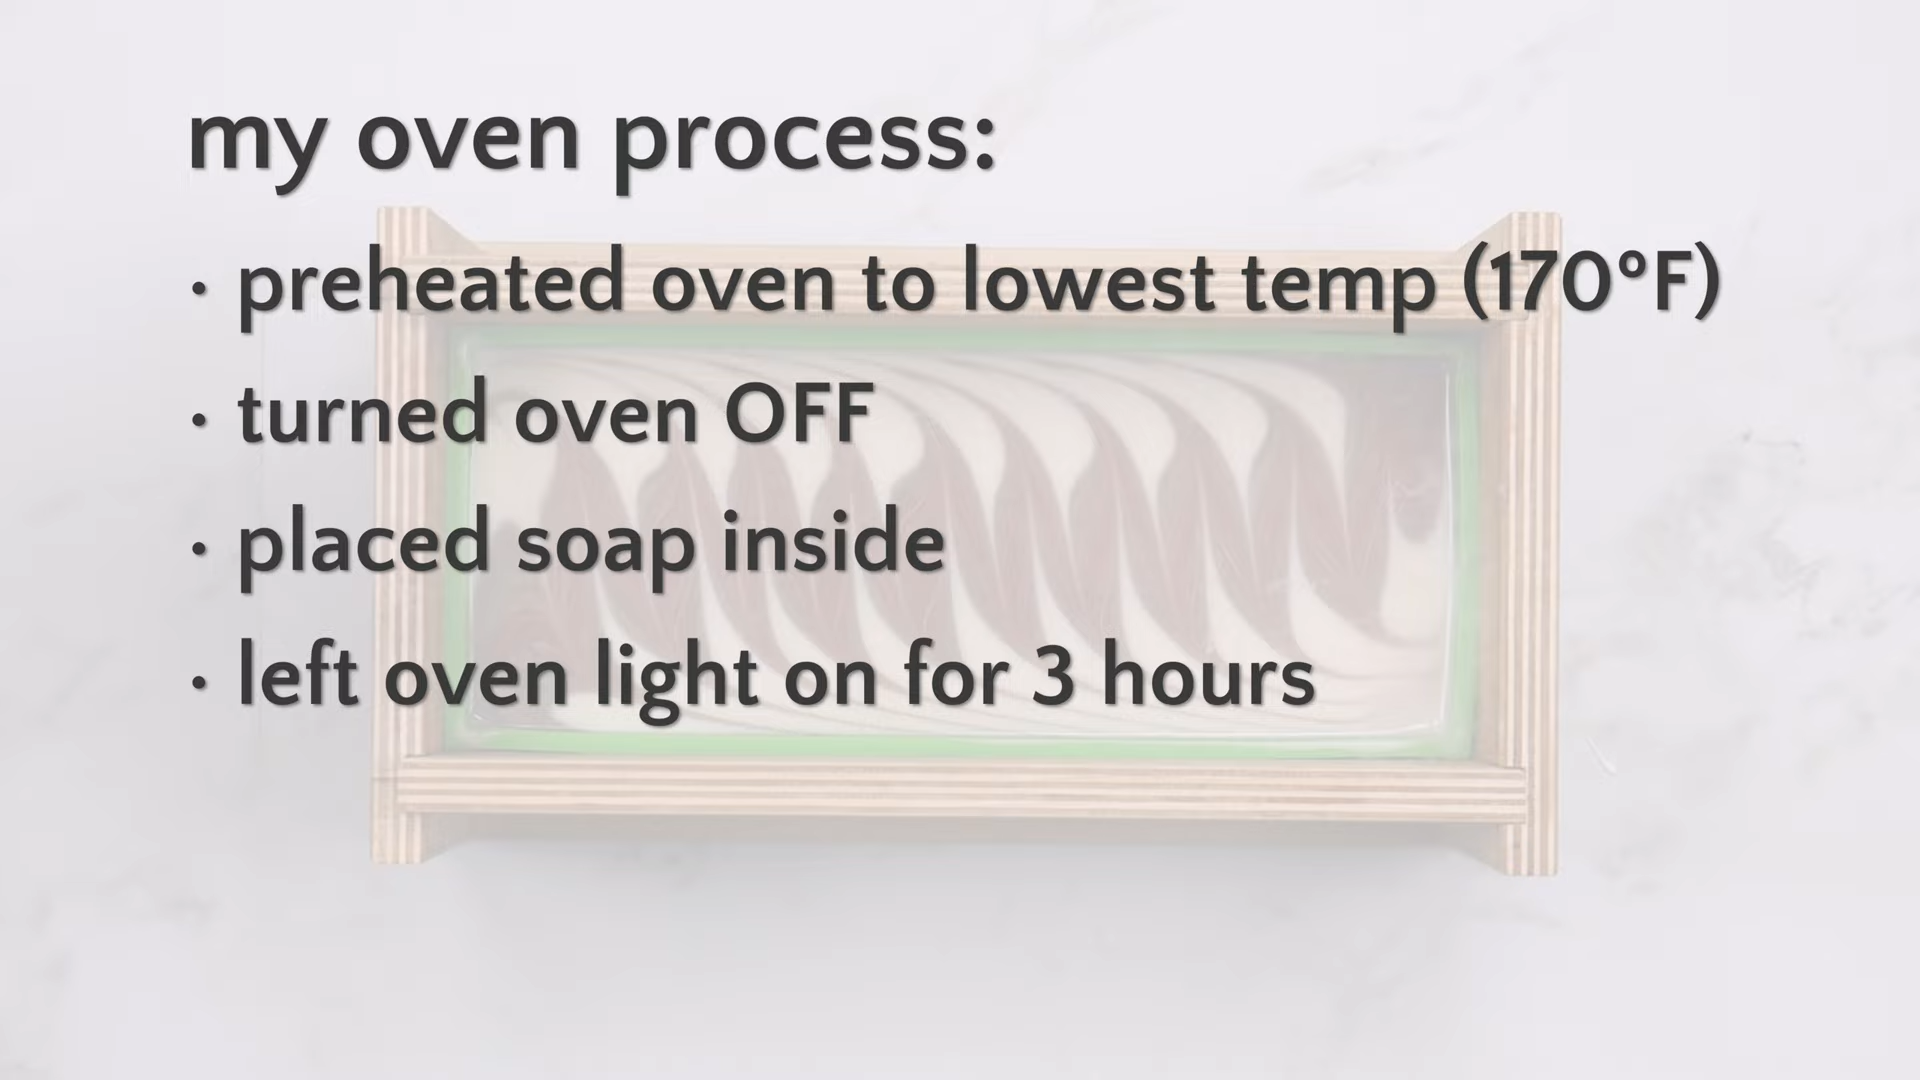 my oven process:
• preheated oven to lowest temp (170°F)
• turned oven OFF
• placed soap inside
• left oven light on for 3 hours